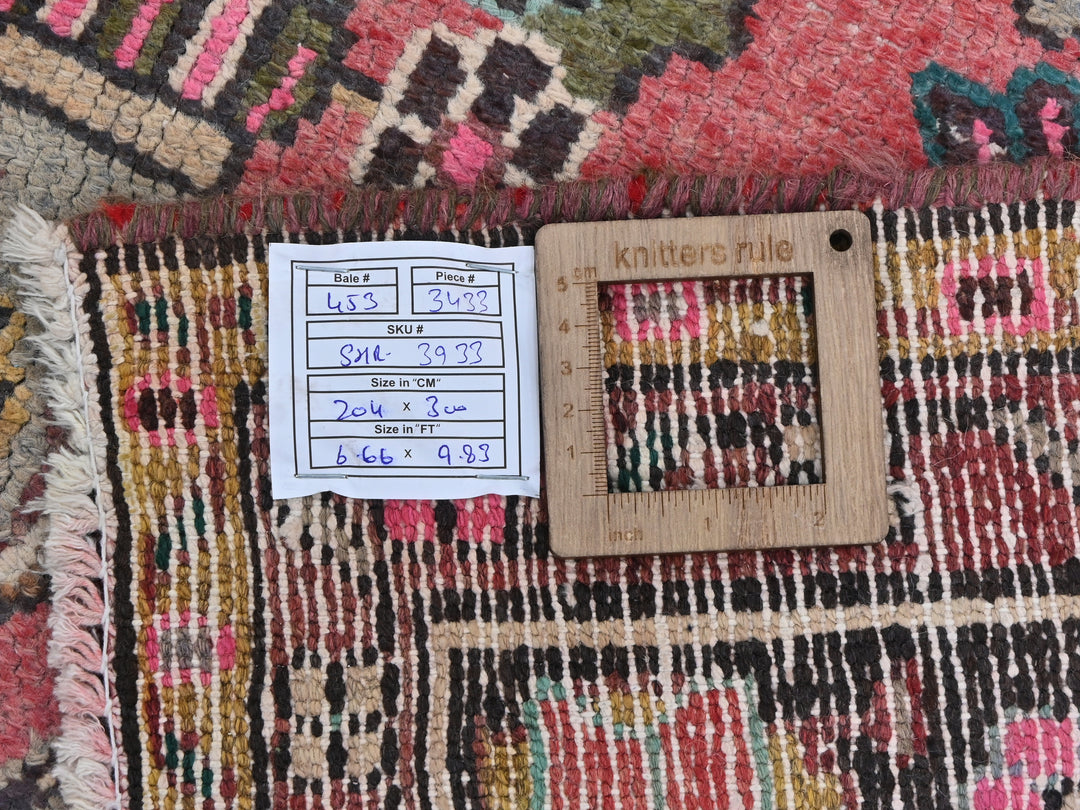 Bale #
453
Piece #
3433
SKU #
SHR- 3933
Size in "CM"
204 x 300
Size in "FT"
6.66 x 9.83
knitters rule
cm
5
4
3
2
1
1 2
inch